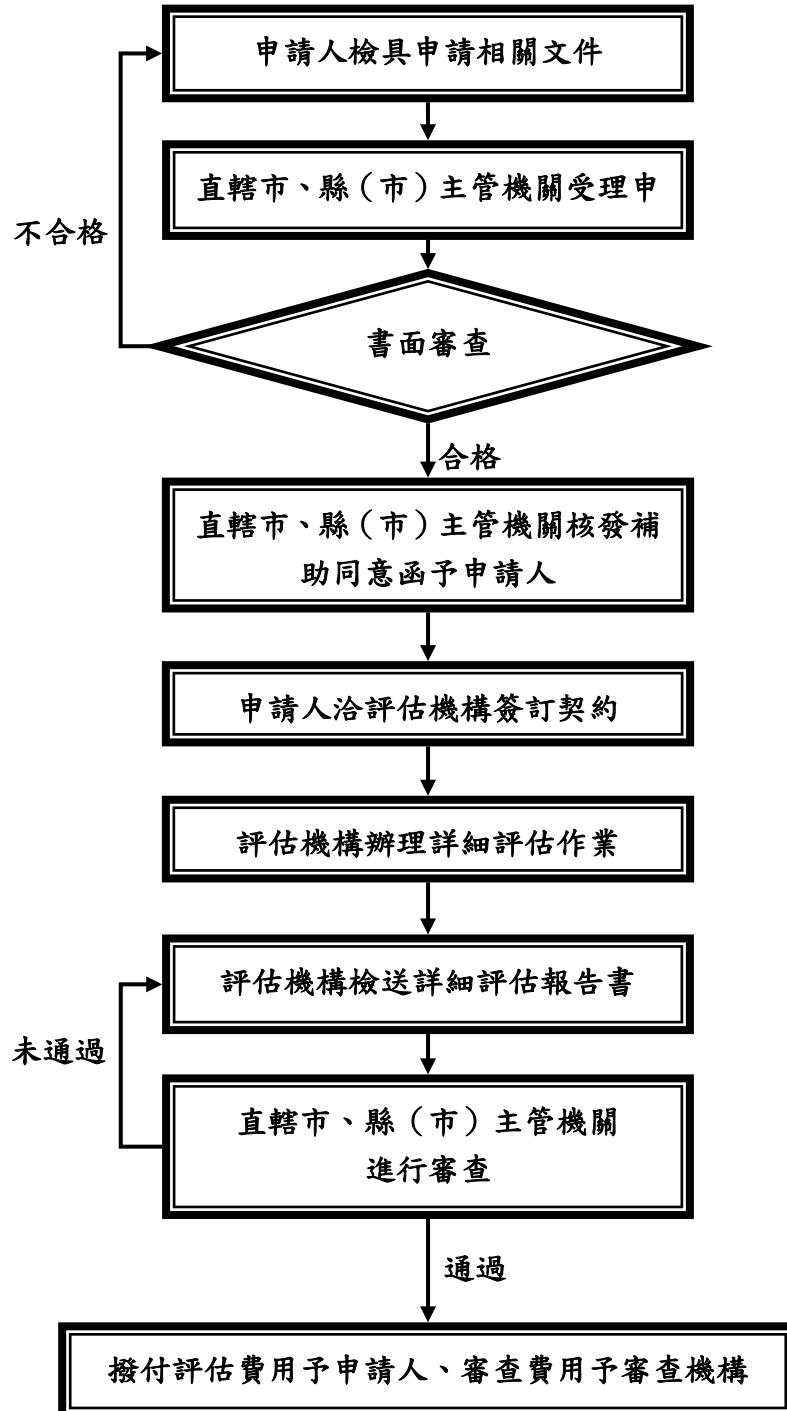 申請人檢具申請相關文件
直轄市、縣（市）主管機關受理申
不合格
書面審查
合格
直轄市、縣（市）主管機關核發補
助同意函予申請人
申請人洽評估機構簽訂契約
評估機構辦理詳細評估作業
評估機構檢送詳細評估報告書
未通過
直轄市、縣（市）主管機關
進行審查
通過
撥付評估費用予申請人、審查費用予審查機構